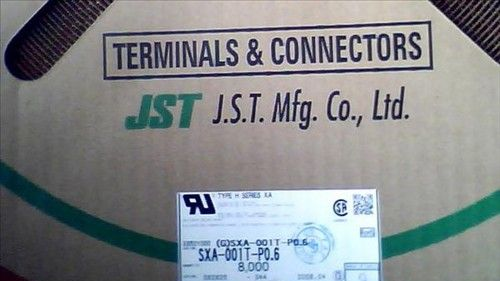 TERMINALS & CONNECTORS
JST J.S.T. Mfg. Co., Ltd.
TYPE H SERIES XA
(G)SXA-001T-P0.6
SXA-001T-P0.6
8,000